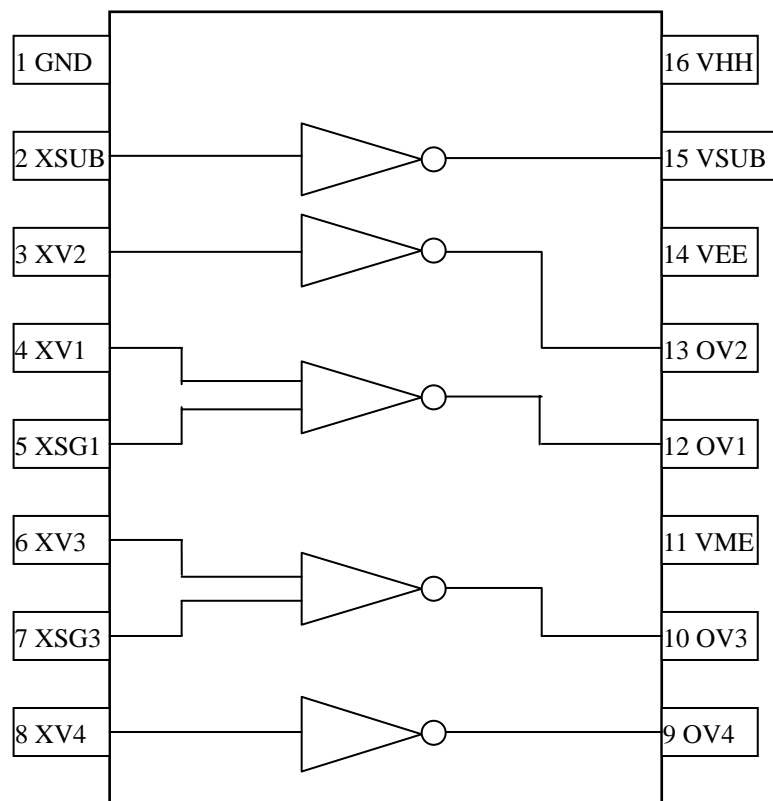 1 GND
16 VHH
2 XSUB
15 VSUB
3 XV2
14 VEE
4 XV1
13 OV2
5 XSG1
12 OV1
6 XV3
11 VME
7 XSG3
10 OV3
8 XV4
9 OV4